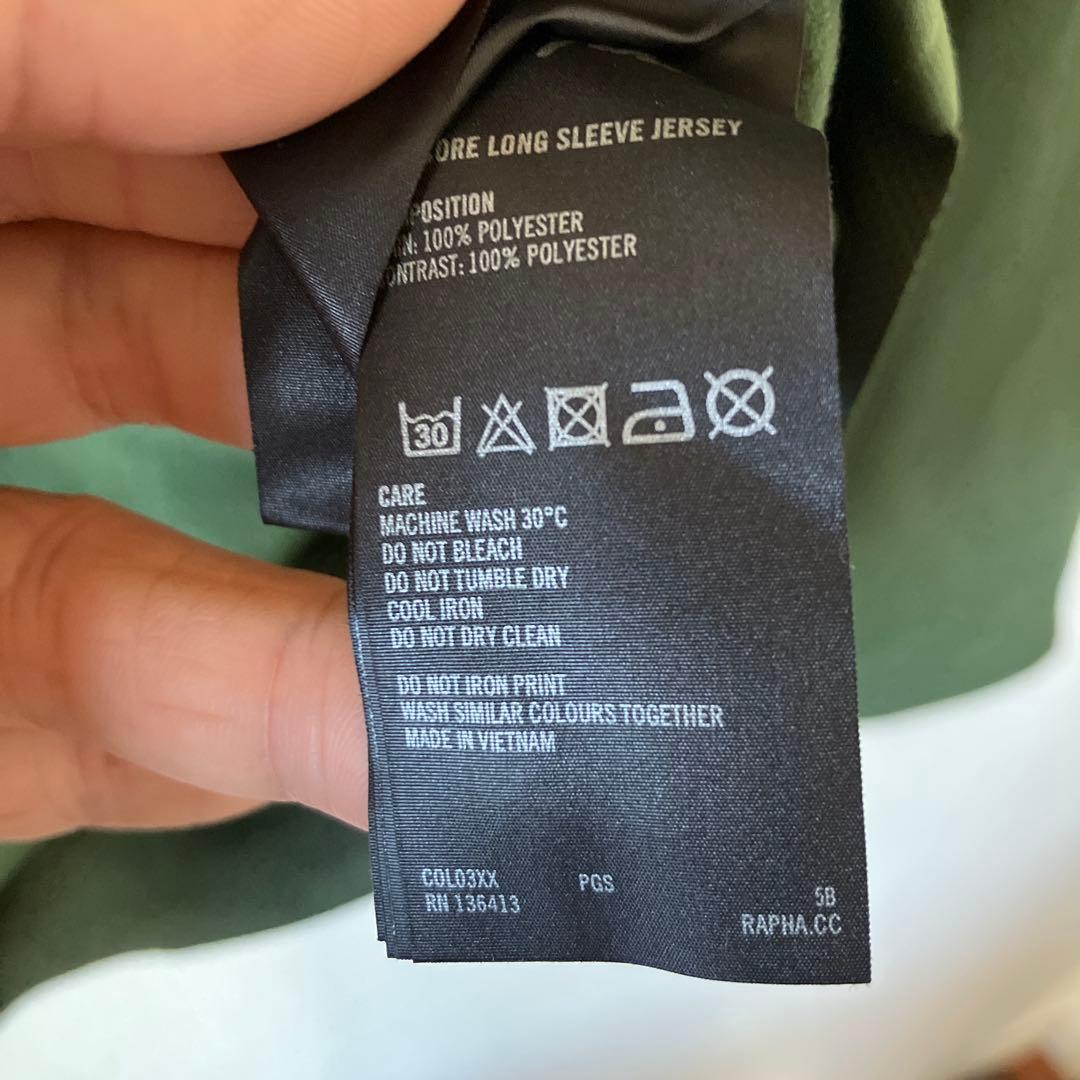 ORE LONG SLEEVE JERSEY
POSITION
IN: 100% POLYESTER
ONTRAST: 100% POLYESTER
30
CARE
MACHINE WASH 30°C
DO NOT BLEACH
DO NOT TUMBLE DRY
COOL IRON
DO NOT DRY CLEAN
DO NOT IRON PRINT
WASH SIMILAR COLOURS TOGETHER
MADE IN VIETNAM
COL03XX PGS 5B
RN 136413 RAPHA.CC